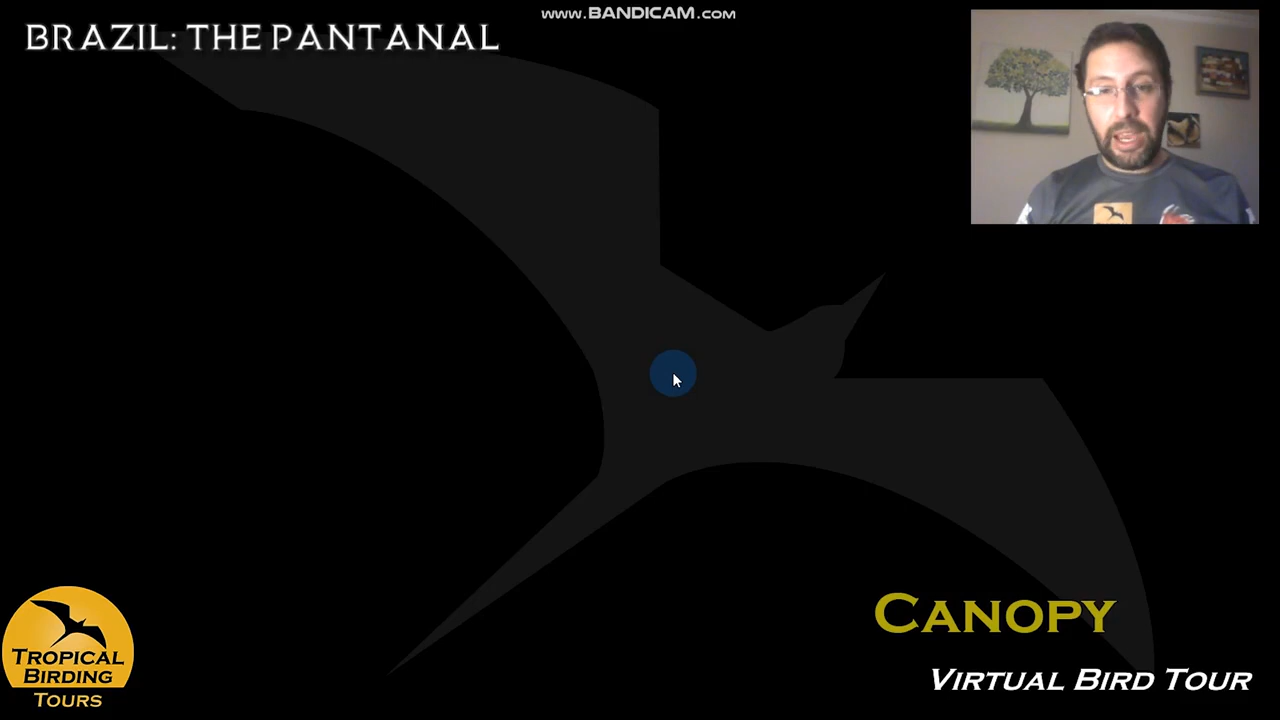 www.BANDICAM.com
BRAZIL: THE PANTANAL
CANOPY
VIRTUAL BIRD TOUR
TROPICAL
BIRDING
TOURS